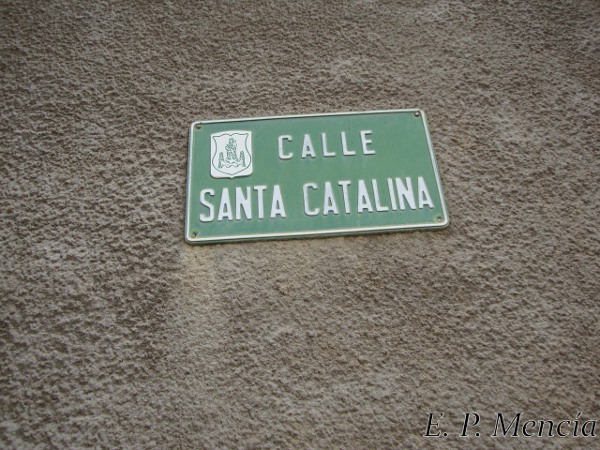 CALLE
SANTA CATALINA
E. P. Mencía